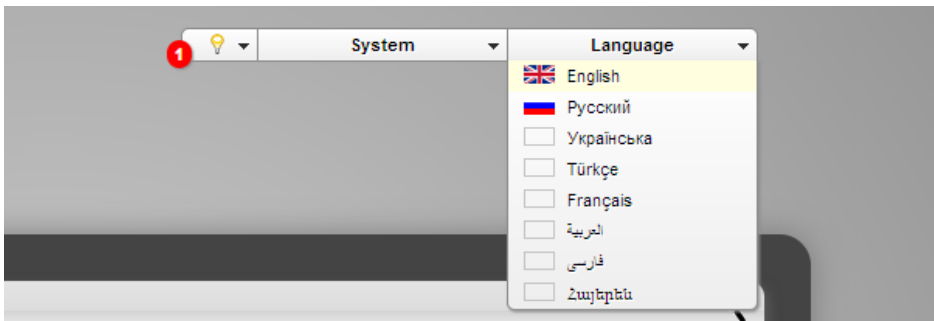 1
System
Language
English
Русский
Українська
Türkçe
Français
العربية
فارسی
Հայերեն